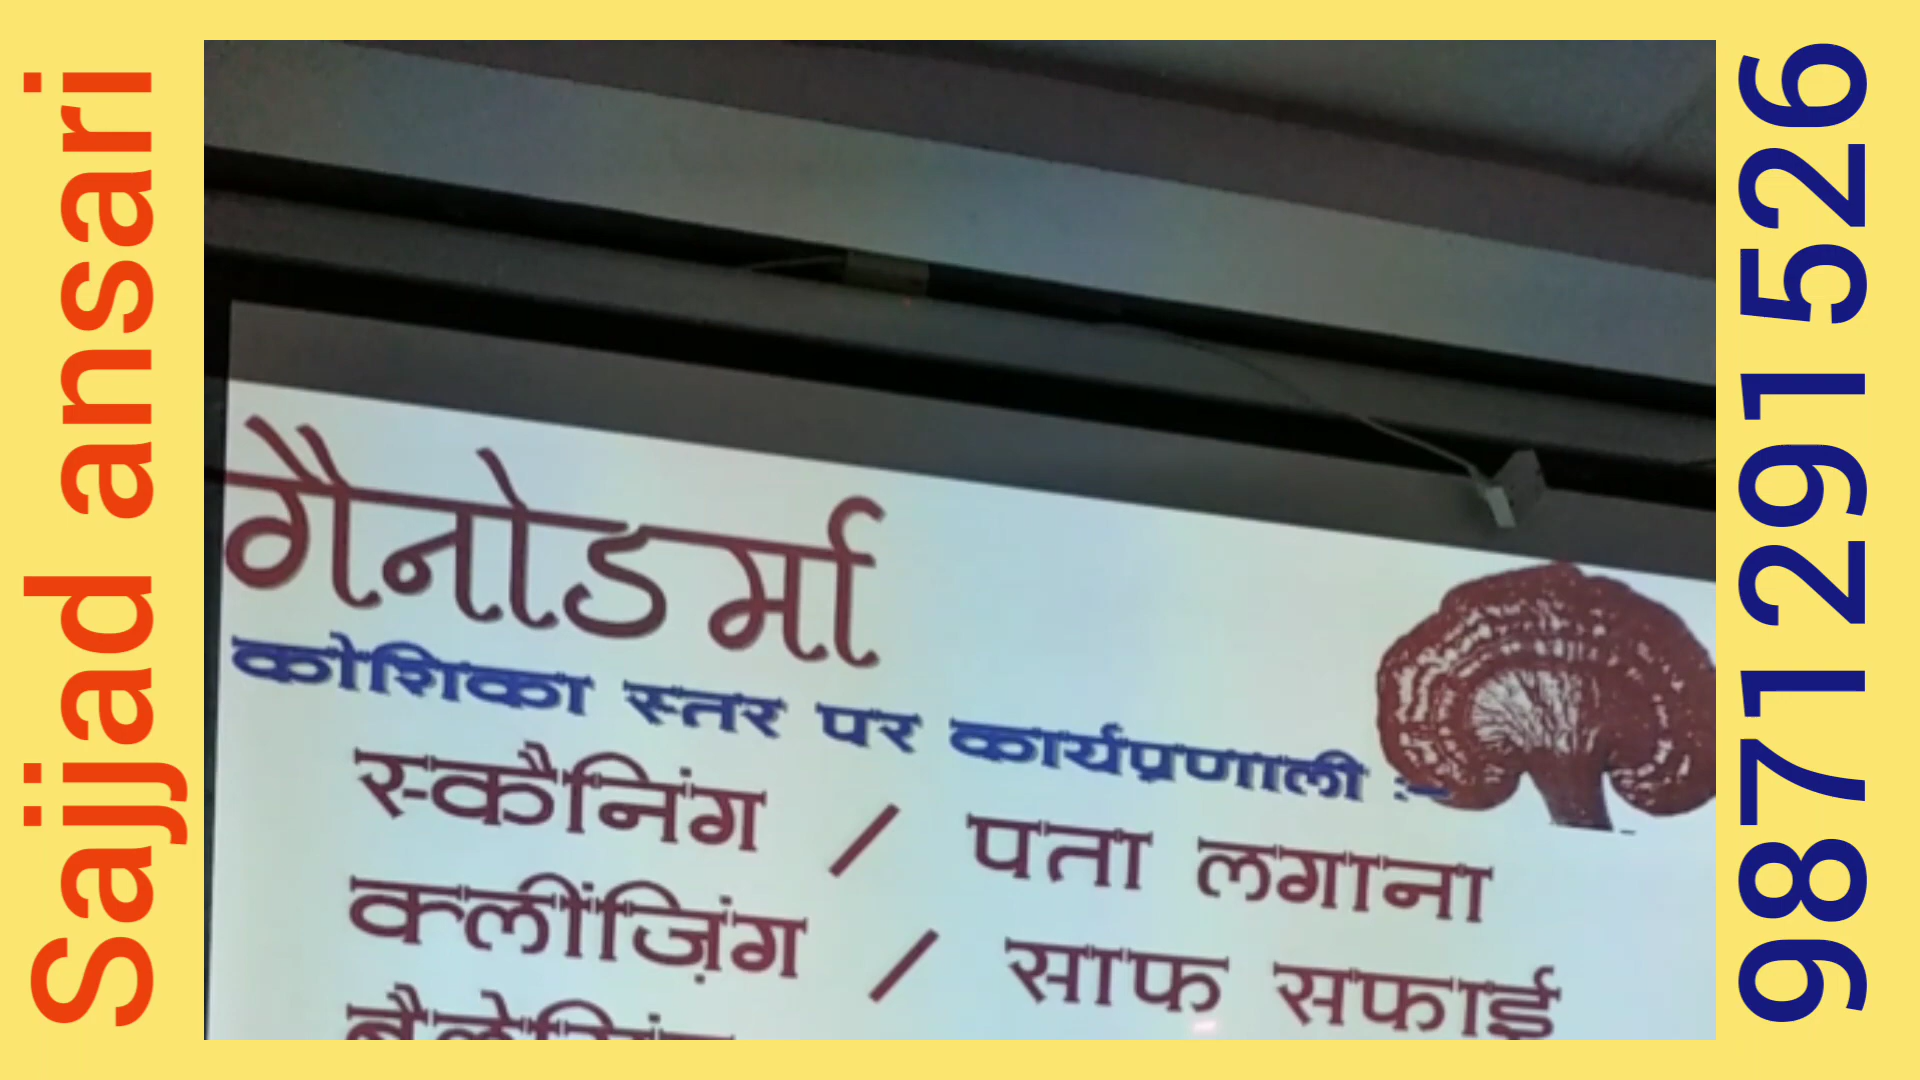 Sajjad ansari
गैनोडर्मा
कोशिका स्तर पर कार्यप्रणाली :-
स्कैनिंग / पता लगाना
क्लींज़िंग / साफ सफाई
9871291526